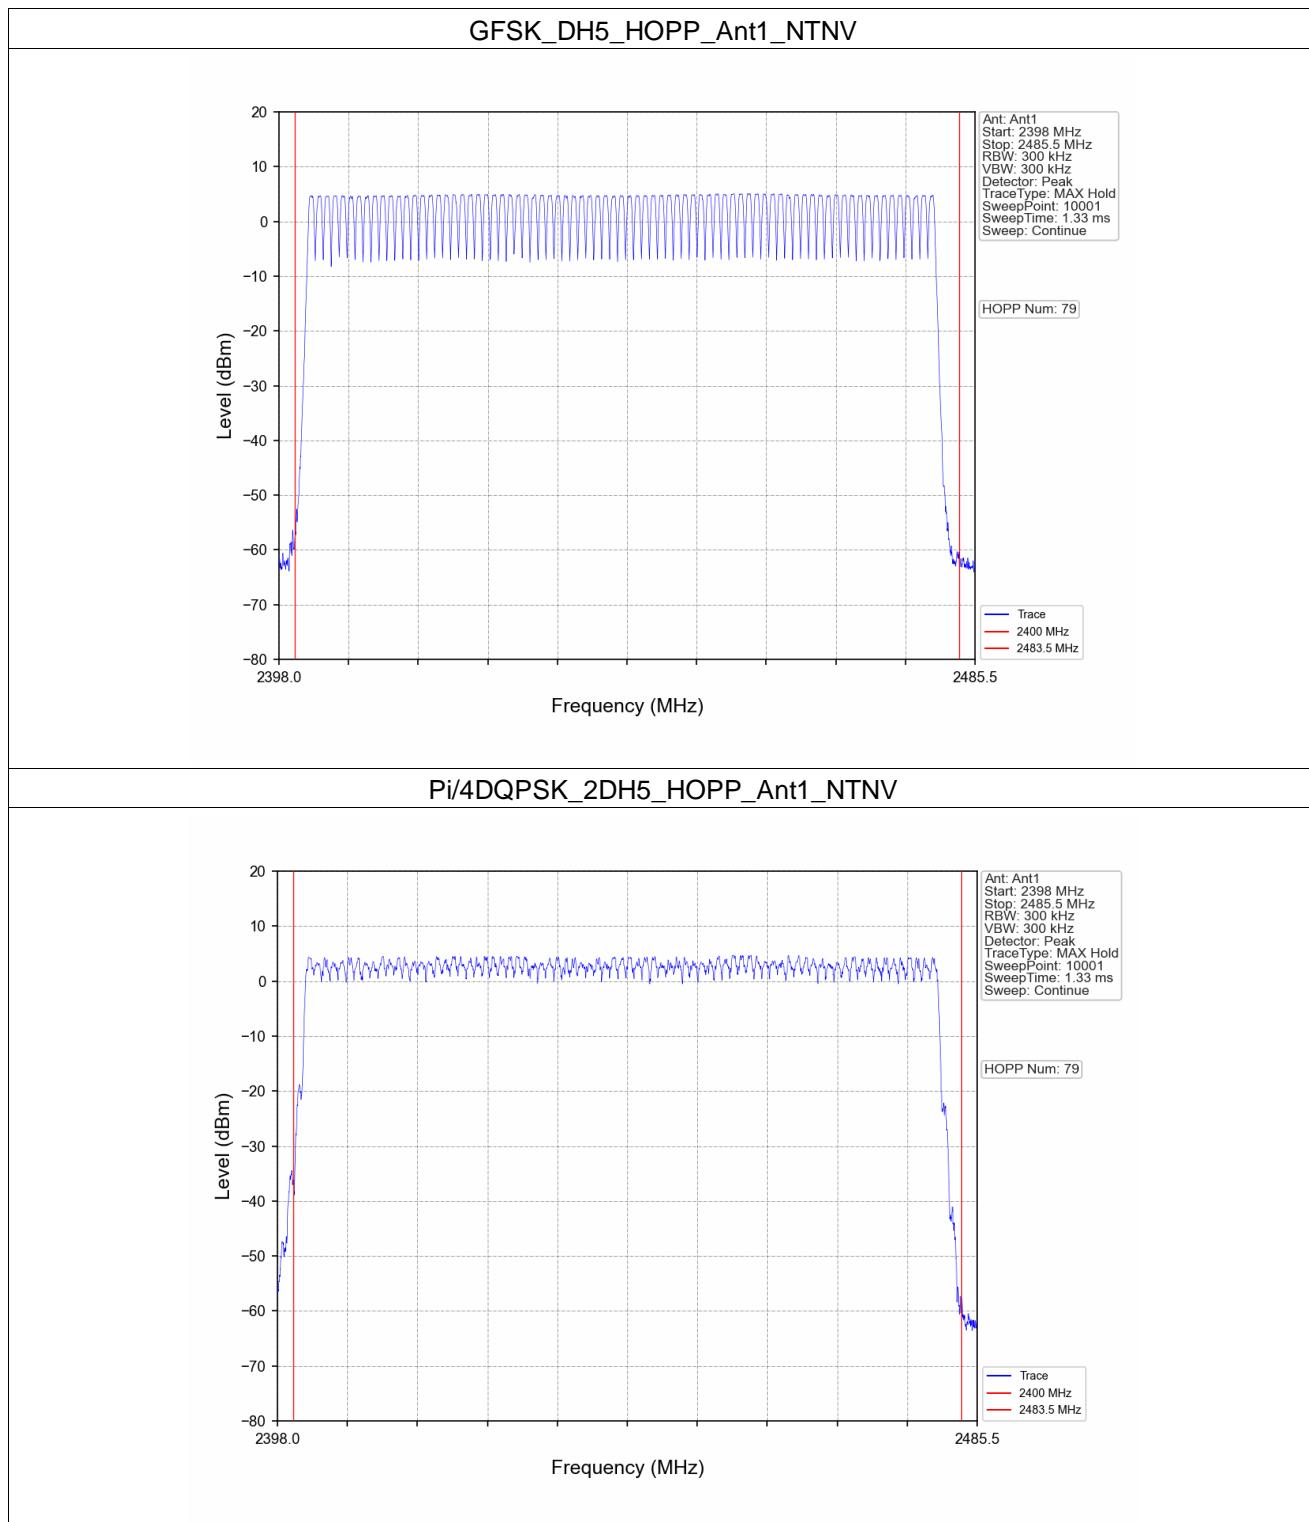 GFSK_DH5_HOPP_Ant1_NTNV
20
10
0
−10
−20
−30
−40
−50
−60
−70
−80
Level (dBm)
2398.0
2485.5
Frequency (MHz)
Ant: Ant1
Start: 2398 MHz
Stop: 2485.5 MHz
RBW: 300 kHz
VBW: 300 kHz
Detector: Peak
TraceType: MAX Hold
SweepPoint: 10001
SweepTime: 1.33 ms
Sweep: Continue
HOPP Num: 79
Trace
2400 MHz
2483.5 MHz
Pi/4DQPSK_2DH5_HOPP_Ant1_NTNV
20
10
0
−10
−20
−30
−40
−50
−60
−70
−80
Level (dBm)
2398.0
2485.5
Frequency (MHz)
Ant: Ant1
Start: 2398 MHz
Stop: 2485.5 MHz
RBW: 300 kHz
VBW: 300 kHz
Detector: Peak
TraceType: MAX Hold
SweepPoint: 10001
SweepTime: 1.33 ms
Sweep: Continue
HOPP Num: 79
Trace
2400 MHz
2483.5 MHz